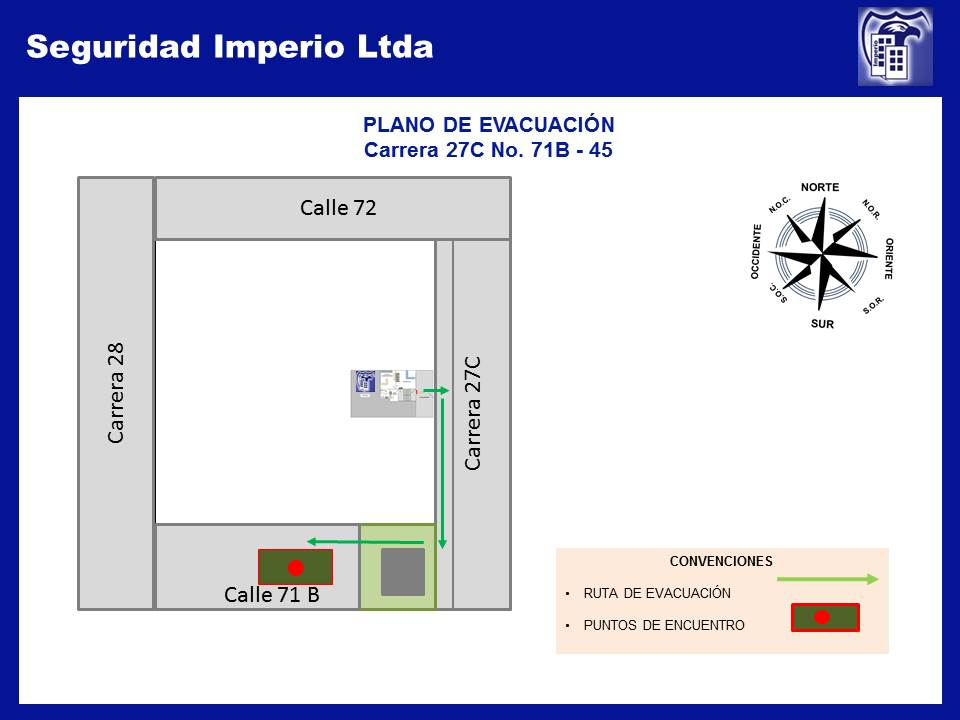 Seguridad Imperio Ltda
Imperio
PLANO DE EVACUACIÓN
Carrera 27C No. 71B - 45
Calle 72
Carrera 28
Carrera 27C
Calle 71 B
NORTE
N.O.C.
N.O.R.
OCCIDENTE
ORIENTE
S.O.C.
S.O.R.
SUR
CONVENCIONES
• RUTA DE EVACUACIÓN
• PUNTOS DE ENCUENTRO